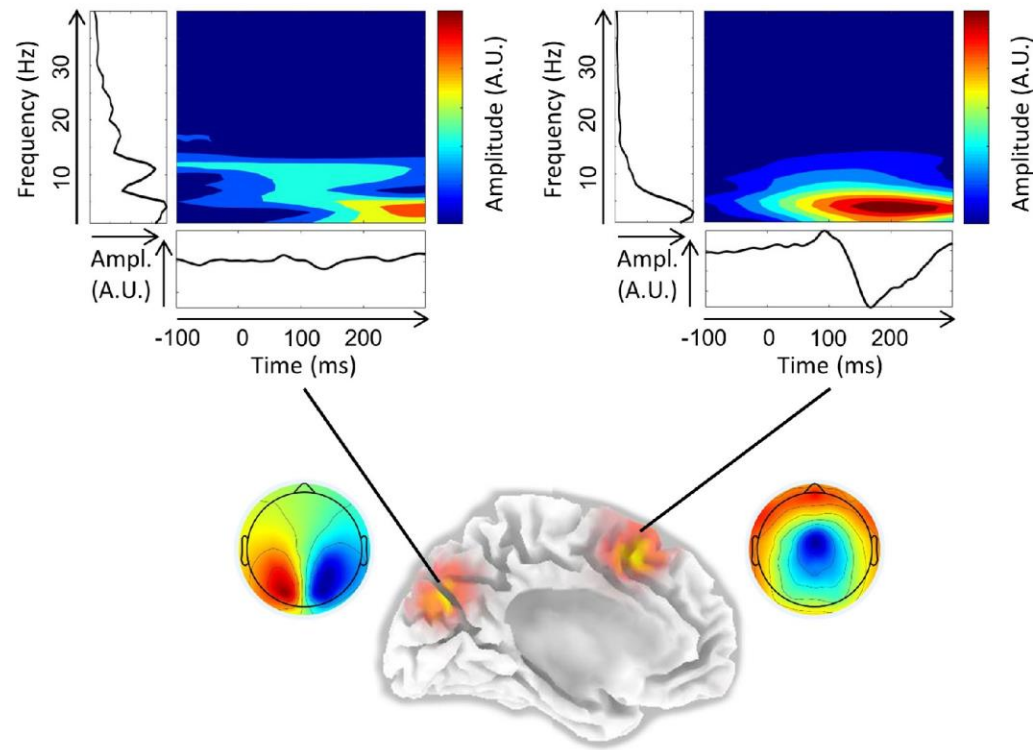 Frequency (Hz)
30
20
10
Amplitude (A.U.)
Ampl.
(A.U.)
-100 0 100 200
Time (ms)
Frequency (Hz)
30
20
10
Amplitude (A.U.)
Ampl.
(A.U.)
-100 0 100 200
Time (ms)